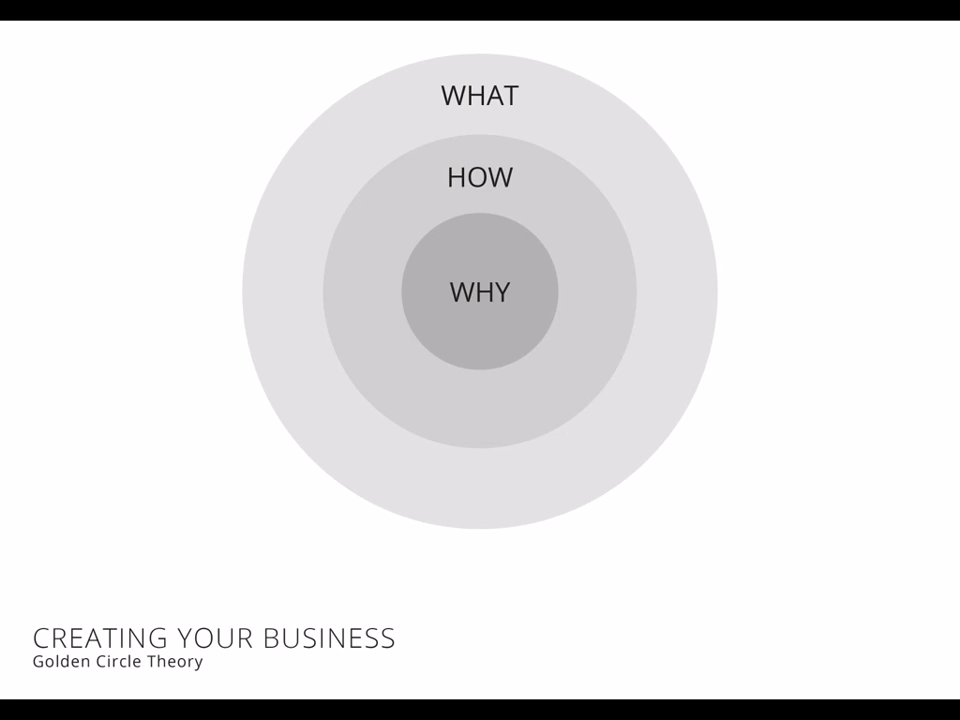 WHAT
HOW
WHY
CREATING YOUR BUSINESS
Golden Circle Theory